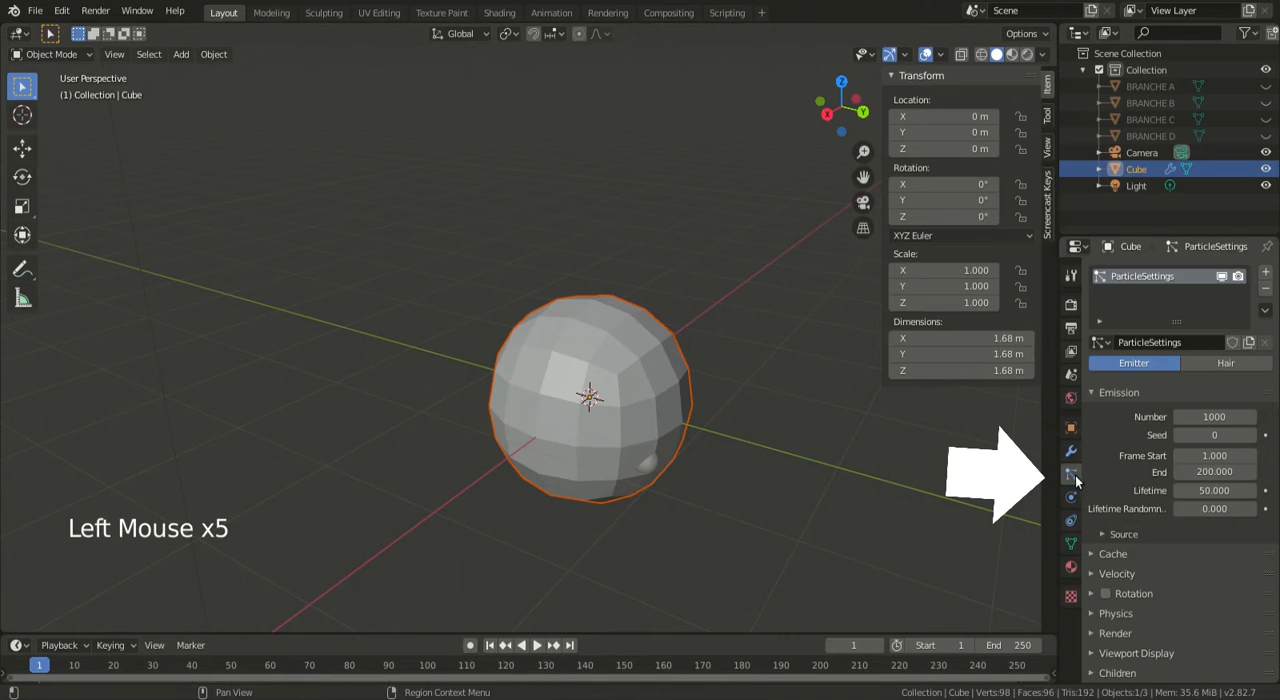 File Edit Render Window Help Layout Modeling Sculpting UV Editing Texture Paint Shading Animation Rendering Compositing Scripting + Scene View Layer
Global Options
Object Mode View Select Add Object
User Perspective
(1) Collection | Cube
Z
Y
X
Transform
Location:
X 0 m
Y 0 m
Z 0 m
Rotation:
X 0°
Y 0°
Z 0°
XYZ Euler
Scale:
X 1.000
Y 1.000
Z 1.000
Dimensions:
X 1.68 m
Y 1.68 m
Z 1.68 m
Item
Tool
View
Screencast Keys
Scene Collection
Collection
BRANCHE A
BRANCHE B
BRANCHE C
BRANCHE D
Camera
Cube
Light
Cube ParticleSettings
ParticleSettings
ParticleSettings
Emitter Hair
Emission
Number 1000
Seed 0
Frame Start 1.000
End 200.000
Lifetime 50.000
Lifetime Randomn.. 0.000
Source
Cache
Velocity
Rotation
Physics
Render
Viewport Display
Children
Left Mouse x5
Playback Keying View Marker 1 Start 1 End 250
1 10 20 30 40 50 60 70 80 90 100 110 120 130 140 150 160 170 180 190 200 210 220 230 240 250
Pan View Region Context Menu Collection | Cube | Verts:98 | Faces:96 | Tris:192 | Objects:1/3 | Mem: 35.6 MiB | v2.82.7